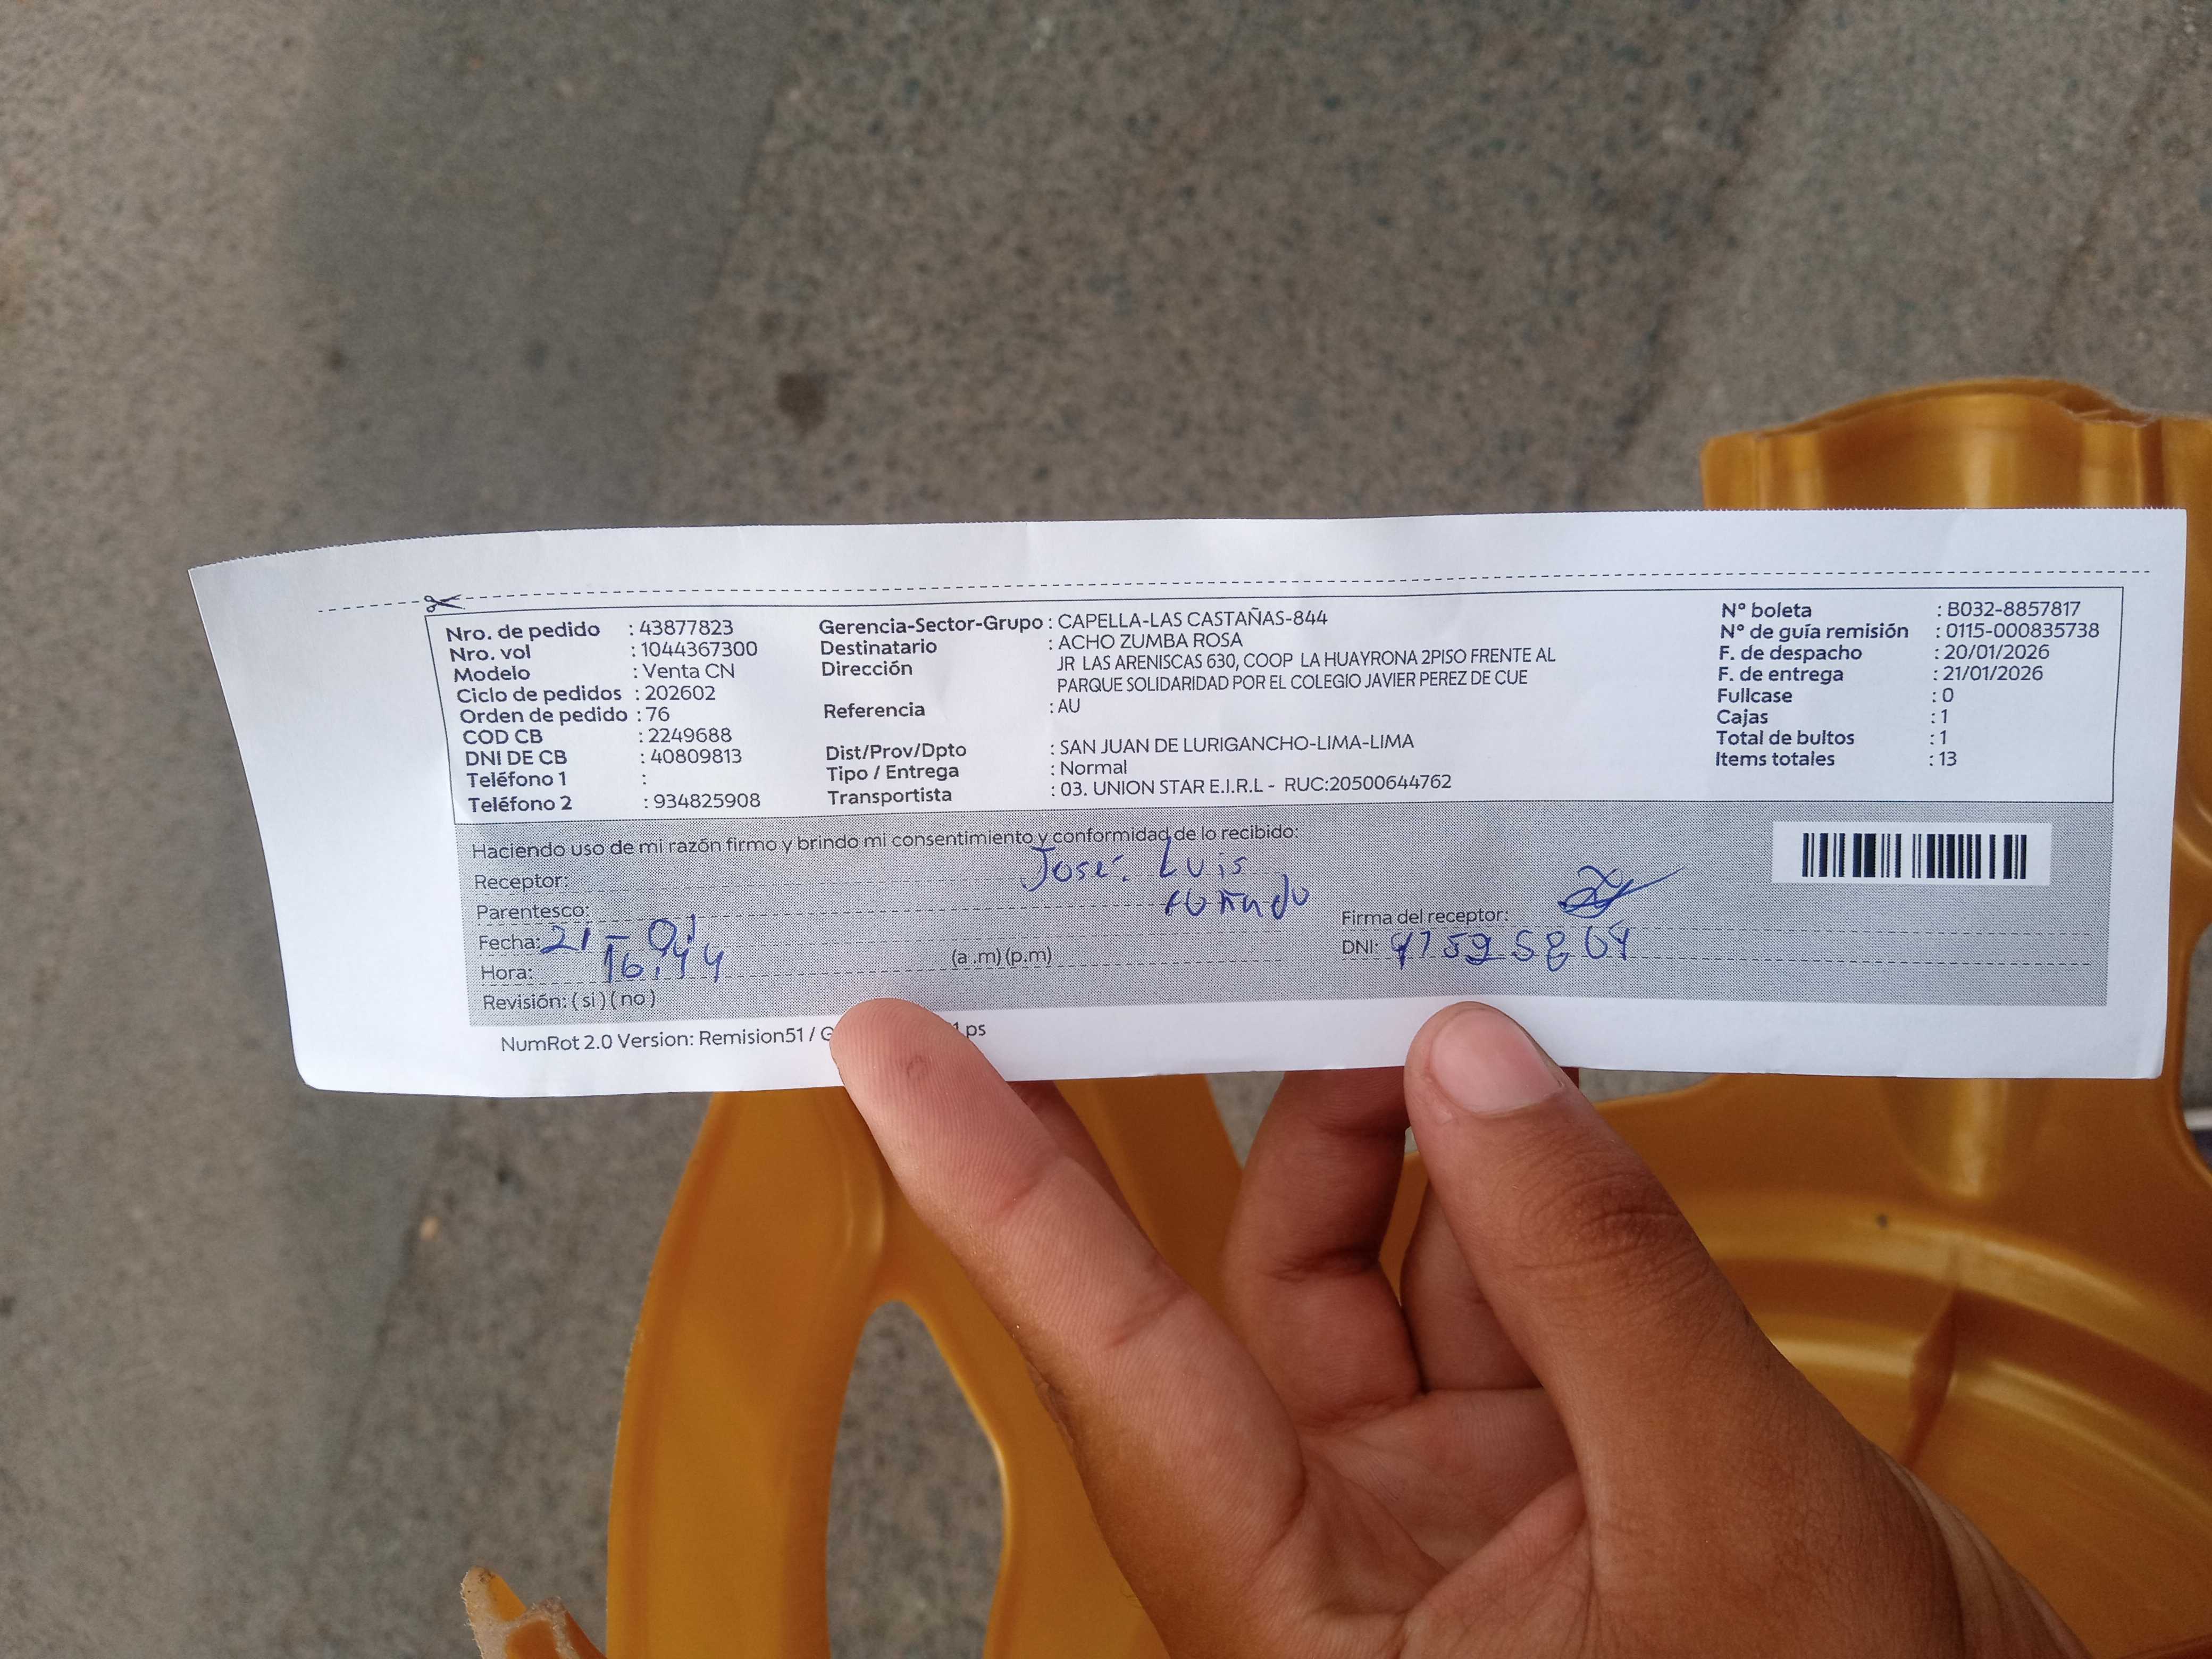 Nro. de pedido : 43877823
Nro. vol : 1044367300
Modelo : Venta CN
Ciclo de pedidos : 202602
Orden de pedido : 76
COD CB : 2249688
DNI DE CB : 40809813
Teléfono 1 :
Teléfono 2 : 934825908
Gerencia-Sector-Grupo : CAPELLA-LAS CASTAÑAS-844
Destinatario : ACHO ZUMBA ROSA
Dirección JR LAS ARENISCAS 630, COOP LA HUAYRONA 2PISO FRENTE AL
PARQUE SOLIDARIDAD POR EL COLEGIO JAVIER PEREZ DE CUE
Referencia : AU
Dist/Prov/Dpto : SAN JUAN DE LURIGANCHO-LIMA-LIMA
Tipo / Entrega : Normal
Transportista : 03. UNION STAR E.I.R.L - RUC:20500644762
N° boleta : B032-8857817
N° de guía remisión : 0115-000835738
F. de despacho : 20/01/2026
F. de entrega : 21/01/2026
Fullcase : 0
Cajas : 1
Total de bultos : 1
Items totales : 13
Haciendo uso de mi razón firmo y brindo mi consentimiento y conformidad de lo recibido:
Receptor: José Luis
Parentesco:
Fecha: 21-01
Hora: 16:44 (a .m) (p.m)
Revisión: ( si ) ( no )
Firma del receptor:
DNI:
NumRot 2.0 Version: Remision51 / G
.ps